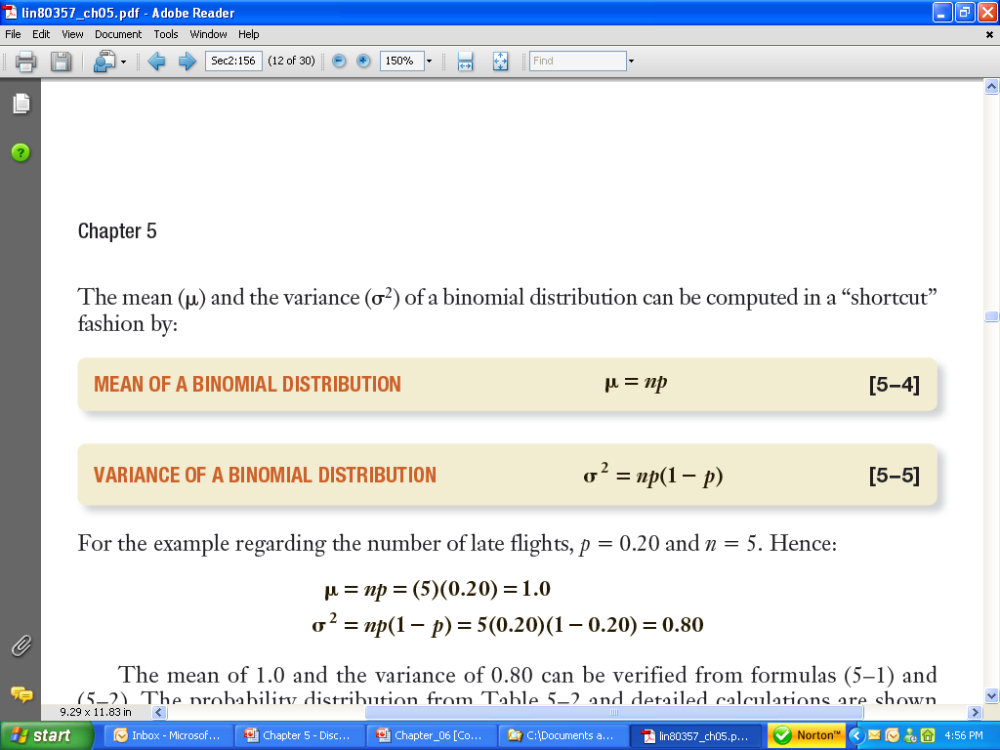 lin80357_ch05.pdf - Adobe Reader
File Edit View Document Tools Window Help
Sec2:156 (12 of 30) 150% Find
Chapter 5
The mean (μ) and the variance (σ²) of a binomial distribution can be computed in a “shortcut”
fashion by:
MEAN OF A BINOMIAL DISTRIBUTION μ = np [5–4]
VARIANCE OF A BINOMIAL DISTRIBUTION σ² = np(1 – p) [5–5]
For the example regarding the number of late flights, p = 0.20 and n = 5. Hence:
μ = np = (5)(0.20) = 1.0
σ² = np(1 – p) = 5(0.20)(1 – 0.20) = 0.80
The mean of 1.0 and the variance of 0.80 can be verified from formulas (5–1) and
(5–2). The probability distribution from Table 5–2 and detailed calculations are shown
9.29 x 11.83 in
start Inbox - Microsof... Chapter 5 - Disc... Chapter_06 [Co... C:\Documents a... lin80357_ch05.p... Norton™ 4:56 PM